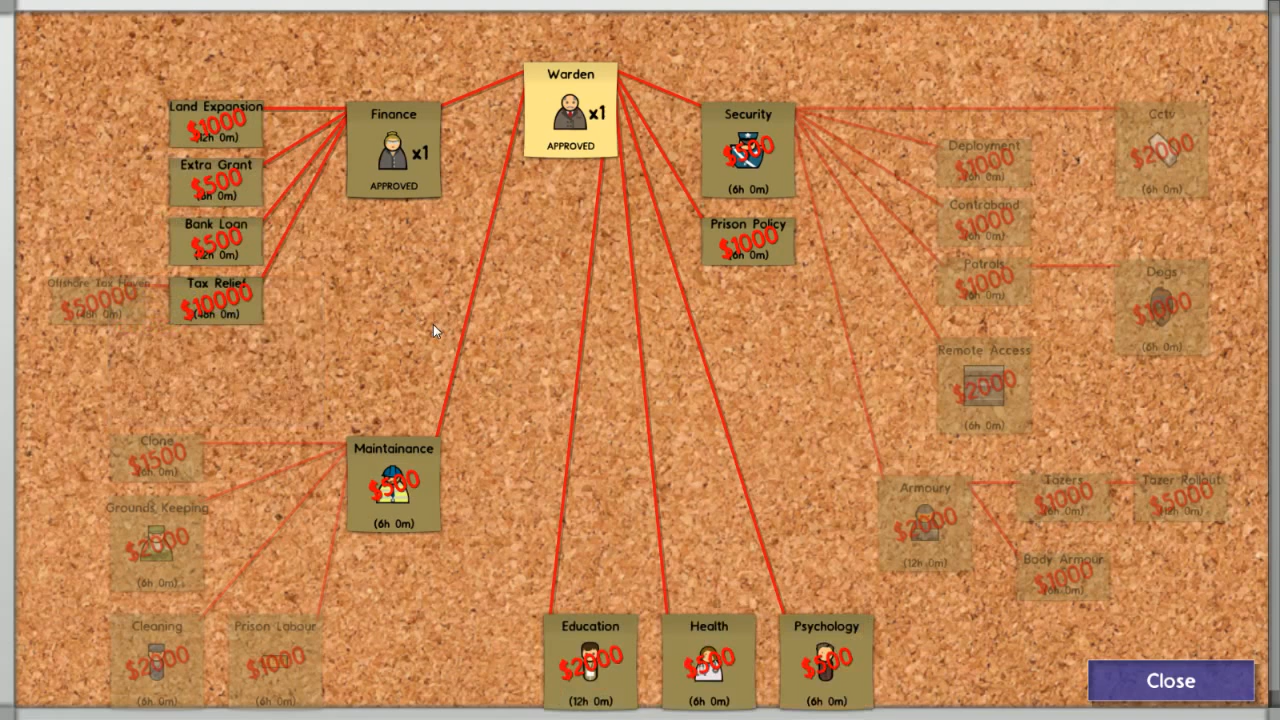 Warden
x1
APPROVED
Land Expansion
$1000
(12h 0m)
Finance
x1
APPROVED
Extra Grant
$500
(6h 0m)
Bank Loan
$500
(12h 0m)
Offshore Tax Haven
$50000
Tax Relief
$10000
(48h 0m)
Security
$500
(6h 0m)
Prison Policy
$1000
(6h 0m)
Cctv
$2000
(6h 0m)
Deployment
$1000
(6h 0m)
Contraband
$1000
(6h 0m)
Patrols
$1000
(6h 0m)
Dogs
$1000
(6h 0m)
Remote Access
$2000
(6h 0m)
Clone
$1500
(6h 0m)
Maintainance
$500
(6h 0m)
Grounds Keeping
$2000
(6h 0m)
Armoury
$2000
(12h 0m)
Tazers
$1000
(6h 0m)
Tazer Rollout
$5000
(12h 0m)
Body Armour
$1000
(6h 0m)
Cleaning
$2000
(6h 0m)
Prison Labour
$1000
(6h 0m)
Education
$2000
(12h 0m)
Health
$500
(6h 0m)
Psychology
$500
(6h 0m)
Close